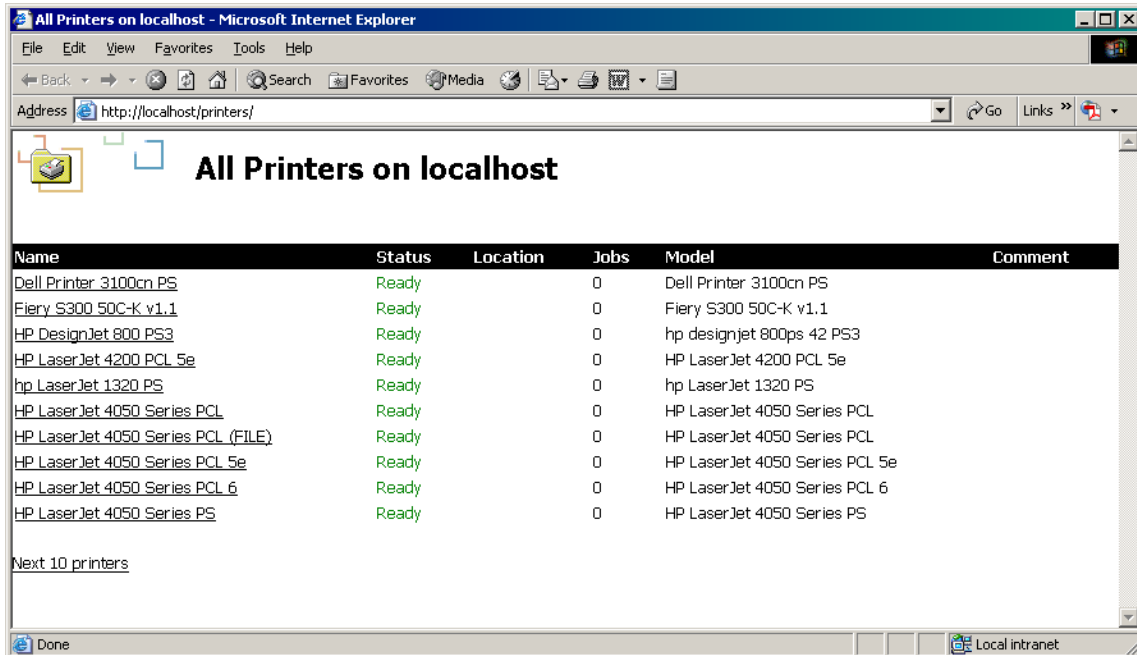 All Printers on localhost - Microsoft Internet Explorer
File Edit View Favorites Tools Help
Back Search Favorites Media
Address http://localhost/printers/ Go Links »
All Printers on localhost
Name Status Location Jobs Model Comment
Dell Printer 3100cn PS Ready 0 Dell Printer 3100cn PS
Fiery S300 50C-K v1.1 Ready 0 Fiery S300 50C-K v1.1
HP DesignJet 800 PS3 Ready 0 hp designjet 800ps 42 PS3
HP LaserJet 4200 PCL 5e Ready 0 HP LaserJet 4200 PCL 5e
hp LaserJet 1320 PS Ready 0 hp LaserJet 1320 PS
HP LaserJet 4050 Series PCL Ready 0 HP LaserJet 4050 Series PCL
HP LaserJet 4050 Series PCL (FILE) Ready 0 HP LaserJet 4050 Series PCL
HP LaserJet 4050 Series PCL 5e Ready 0 HP LaserJet 4050 Series PCL 5e
HP LaserJet 4050 Series PCL 6 Ready 0 HP LaserJet 4050 Series PCL 6
HP LaserJet 4050 Series PS Ready 0 HP LaserJet 4050 Series PS
Next 10 printers
Done Local intranet